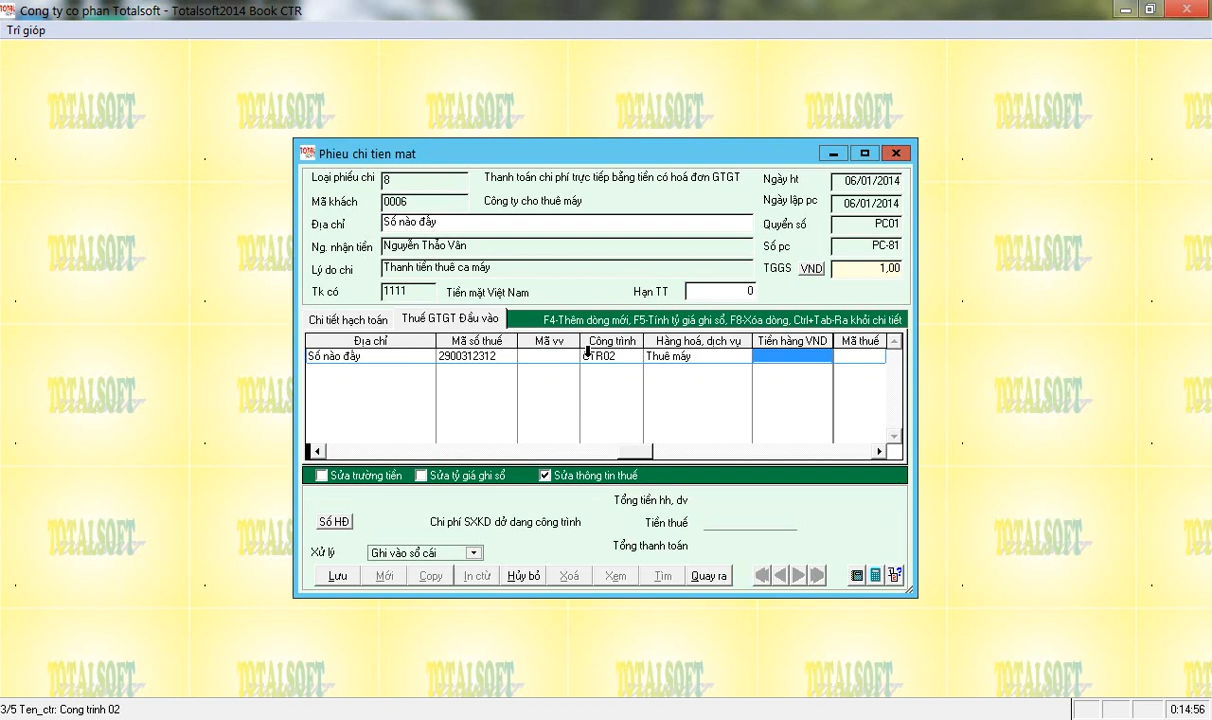 Cong ty co phan Totalsoft - Totalsoft2014 Book CTR
Trî gióp
TOTALSOFT
Phieu chi tien mat
Loại phiếu chi 8 Thanh toán chi phí trực tiếp bằng tiền có hoá đơn GTGT Ngày ht 06/01/2014
Mã khách 0006 Công ty cho thuê máy Ngày lập pc 06/01/2014
Địa chỉ Số nào đấy Quyển số PC01
Ng. nhận tiền Nguyễn Thảo Vân Số pc PC-81
Lý do chi Thanh tiền thuê ca máy TGGS VND 1,00
Tk có 1111 Tiền mặt Việt Nam Hạn TT 0
Chi tiết hạch toán Thuế GTGT Đầu vào F4-Thêm dòng mới, F5-Tính tỷ giá ghi sổ, F8-Xóa dòng, Ctrl+Tab-Ra khỏi chi tiết
Địa chỉ Mã số thuế Mã vv Công trình Hàng hoá, dịch vụ Tiền hàng VND Mã thuế
Số nào đấy 2900312312 CTR02 Thuê máy
Sửa trường tiền Sửa tỷ giá ghi sổ Sửa thông tin thuế
Tổng tiền hh, dv
Số HĐ Chi phí SXKD dở dang công trình Tiền thuế
Tổng thanh toán
Xử lý Ghi vào sổ cái
Lưu Mới Copy In ctừ Hủy bỏ Xoá Xem Tìm Quay ra
3/5 Ten_ctr: Cong trinh 02 0:14:56